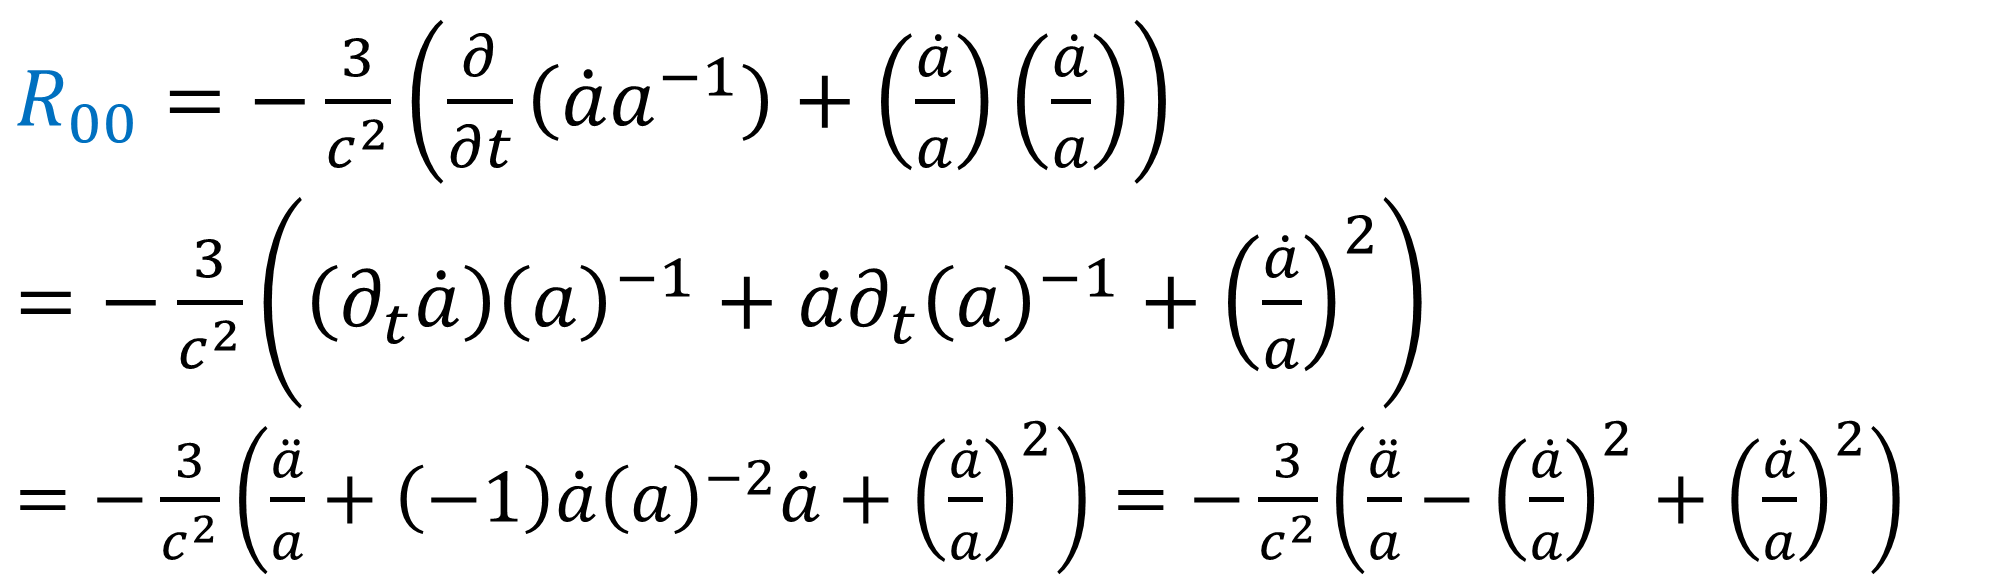 $R_{00} = -\frac{3}{c^2}\left(\frac{\partial}{\partial t}(\dot{a}a^{-1}) + \left(\frac{\dot{a}}{a}\right)\left(\frac{\dot{a}}{a}\right)\right)$
$= -\frac{3}{c^2}\left((\partial_t \dot{a})(a)^{-1} + \dot{a}\partial_t(a)^{-1} + \left(\frac{\dot{a}}{a}\right)^2\right)$
$= -\frac{3}{c^2}\left(\frac{\ddot{a}}{a} + (-1)\dot{a}(a)^{-2}\dot{a} + \left(\frac{\dot{a}}{a}\right)^2\right) = -\frac{3}{c^2}\left(\frac{\ddot{a}}{a} - \left(\frac{\dot{a}}{a}\right)^2 + \left(\frac{\dot{a}}{a}\right)^2\right)$